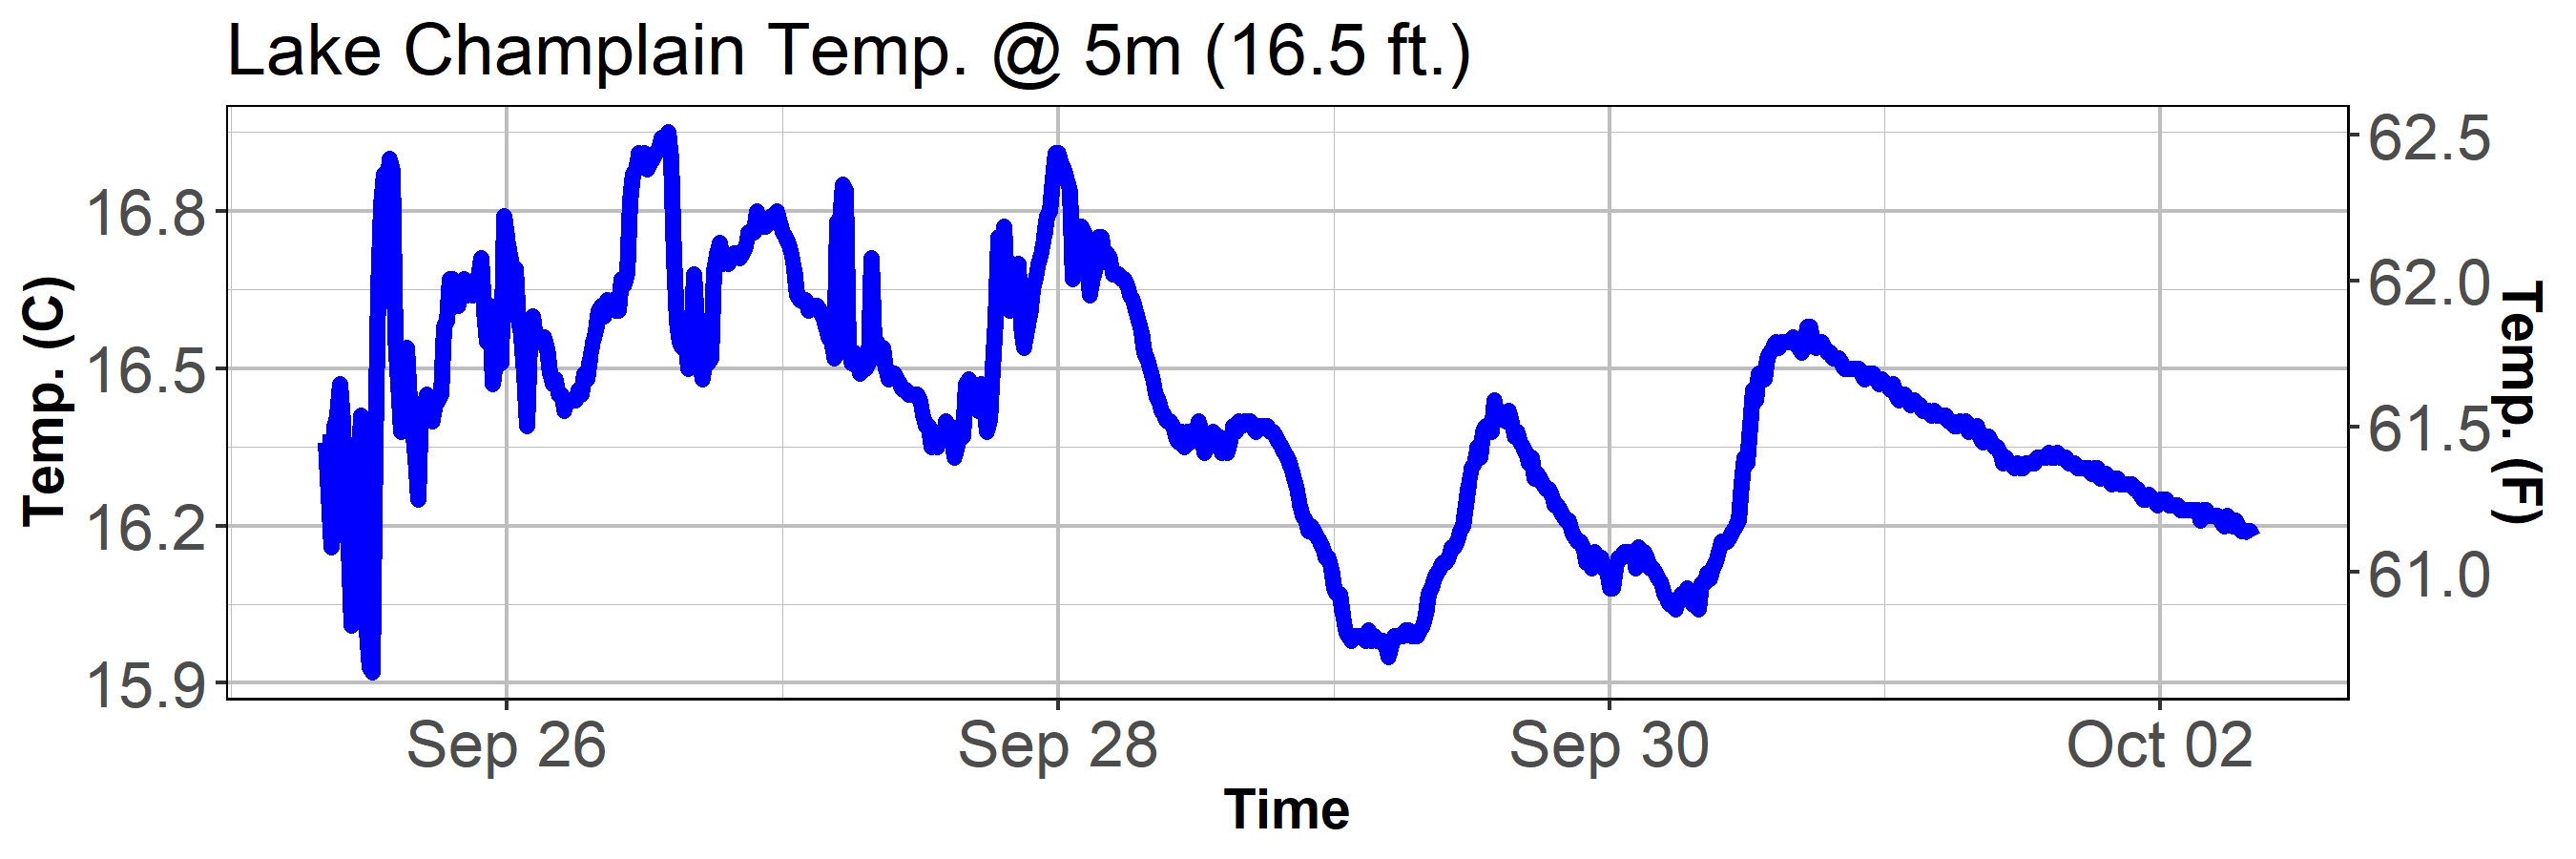 Lake Champlain Temp. @ 5m (16.5 ft.)
Temp. (C)
16.8
16.5
16.2
15.9
62.5
62.0
61.5
61.0
Temp. (F)
Sep 26
Sep 28
Sep 30
Oct 02
Time